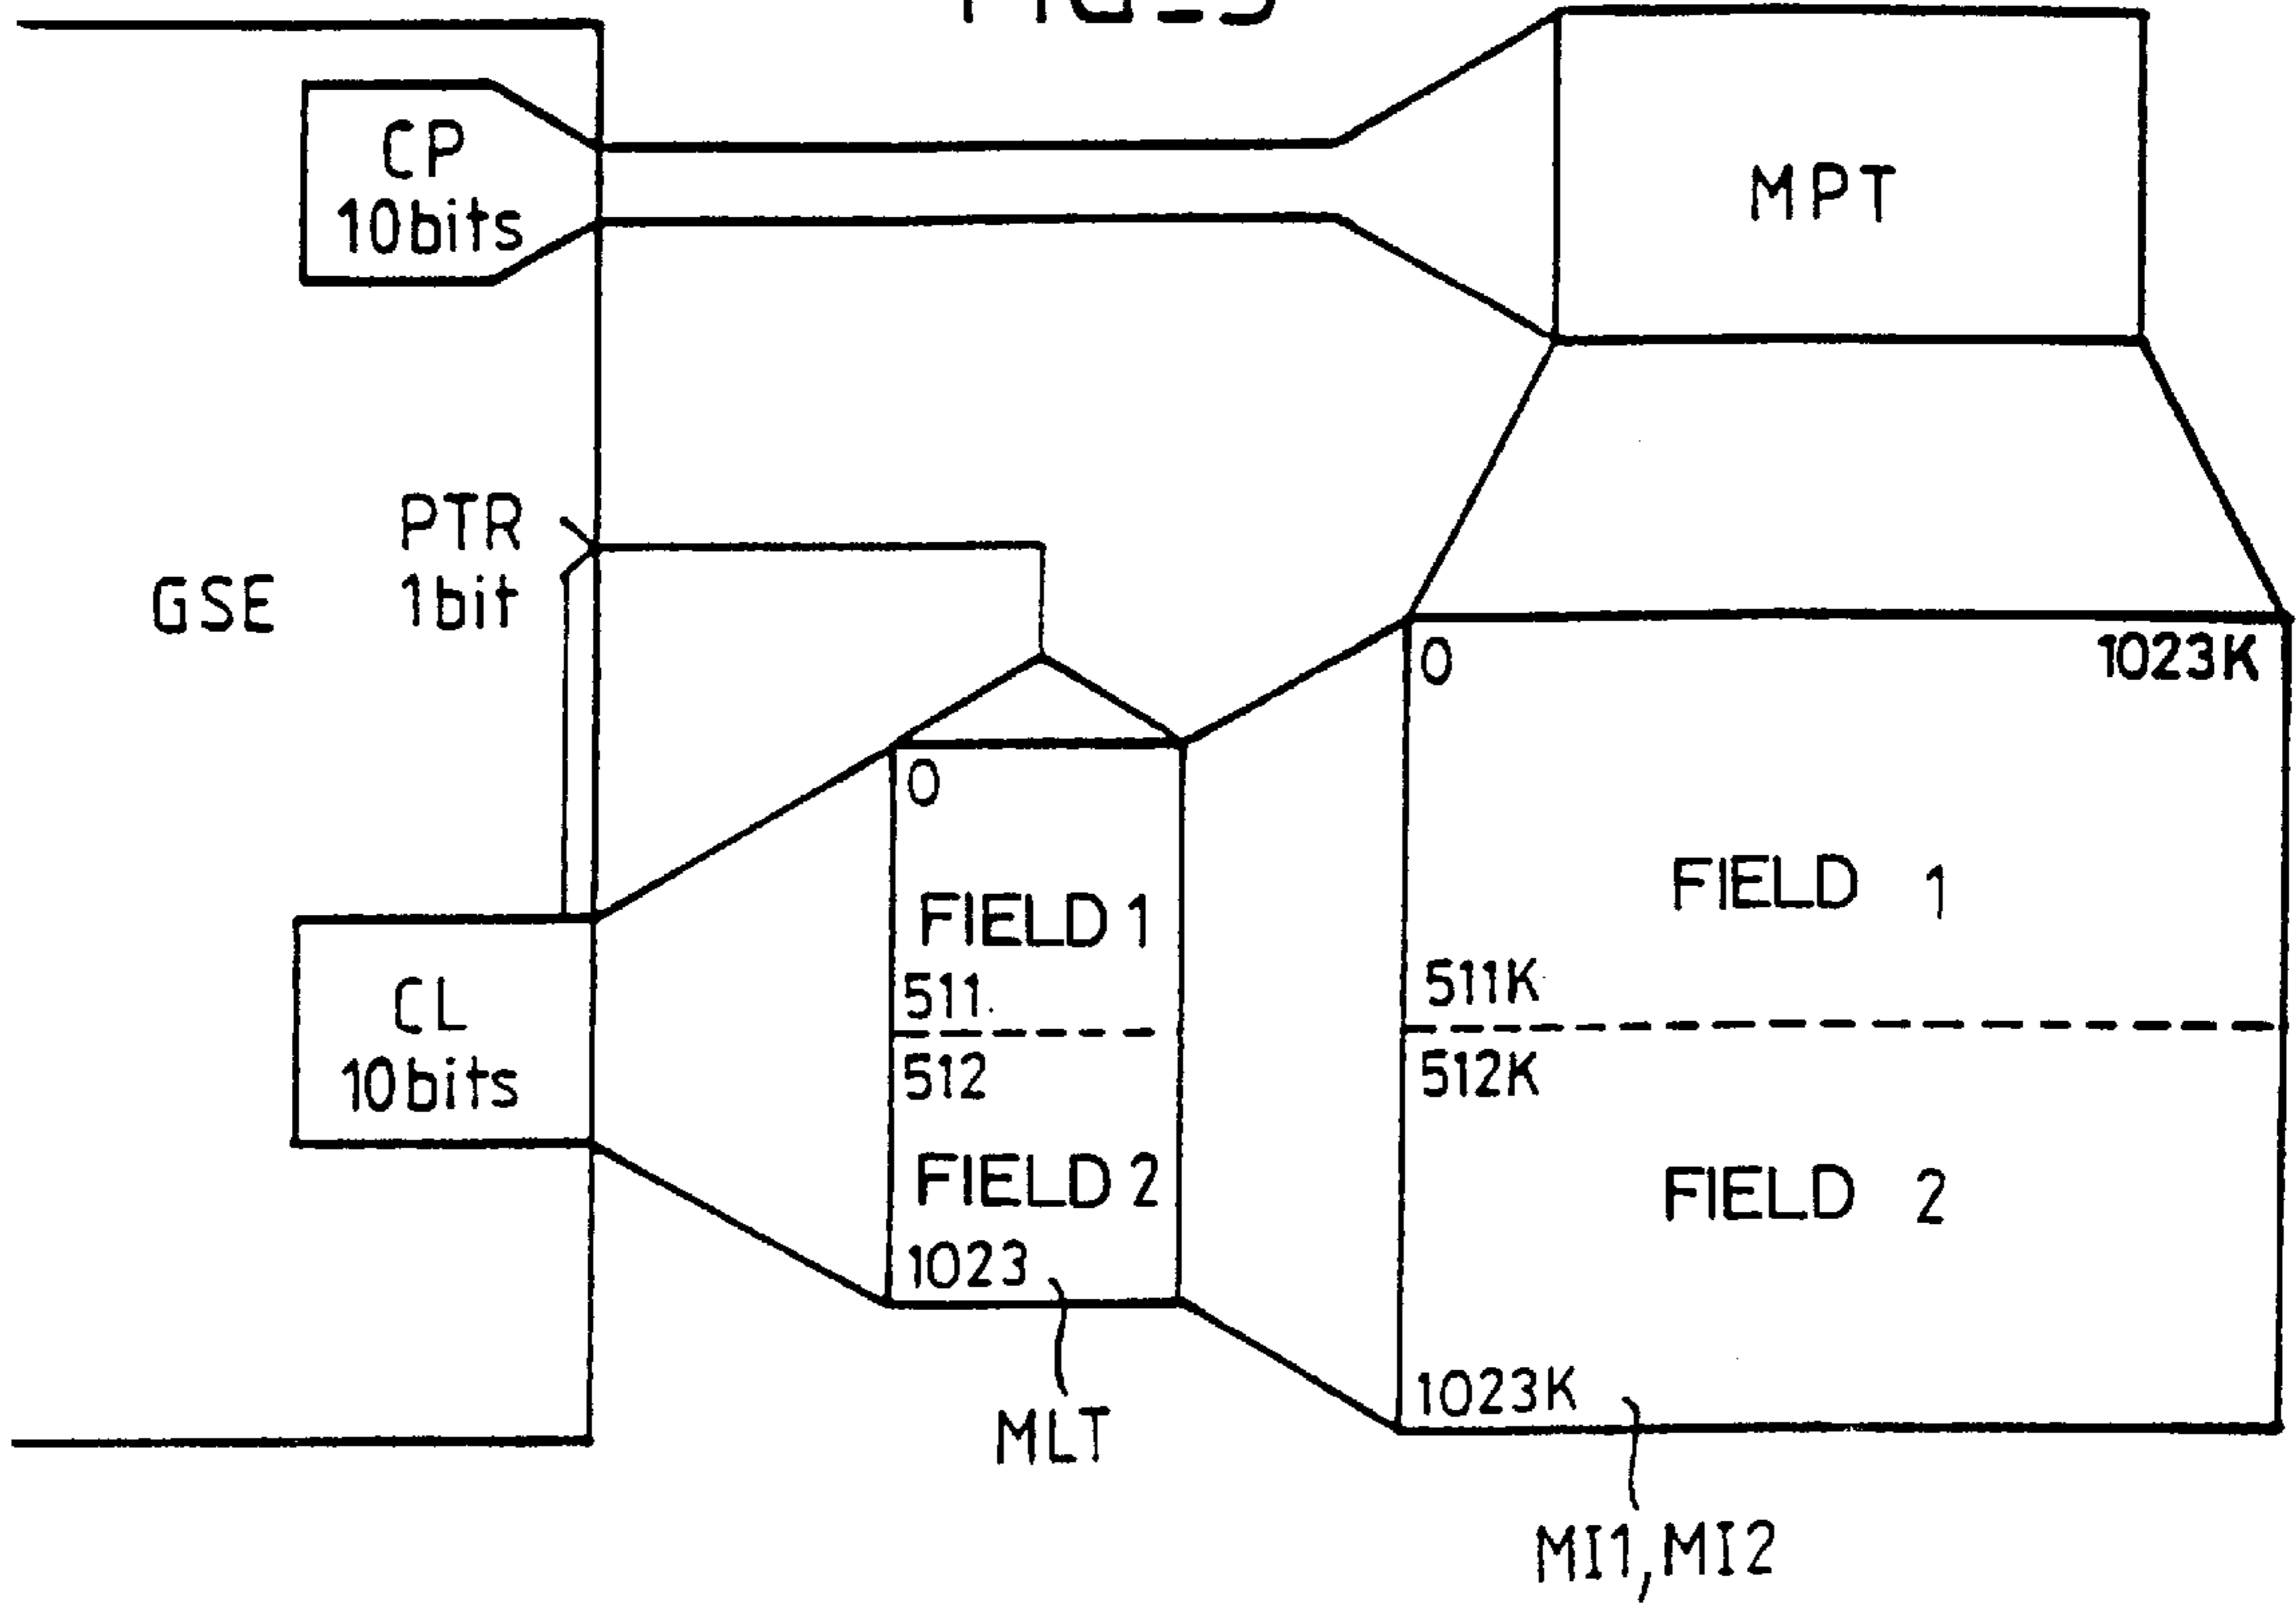 CP
10bits
MPT
PTR
1bit
GSE
0
1023K
0
FIELD 1
511
512
FIELD 2
1023
FIELD 1
511K
512K
FIELD 2
1023K
CL
10bits
MLT
MI1,MI2